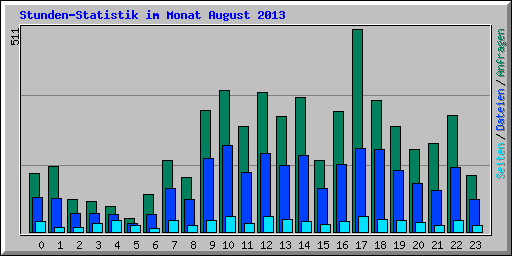 Stunden-Statistik im Monat August 2013
511
Seiten / Dateien / Anfragen
0 1 2 3 4 5 6 7 8 9 10 11 12 13 14 15 16 17 18 19 20 21 22 23